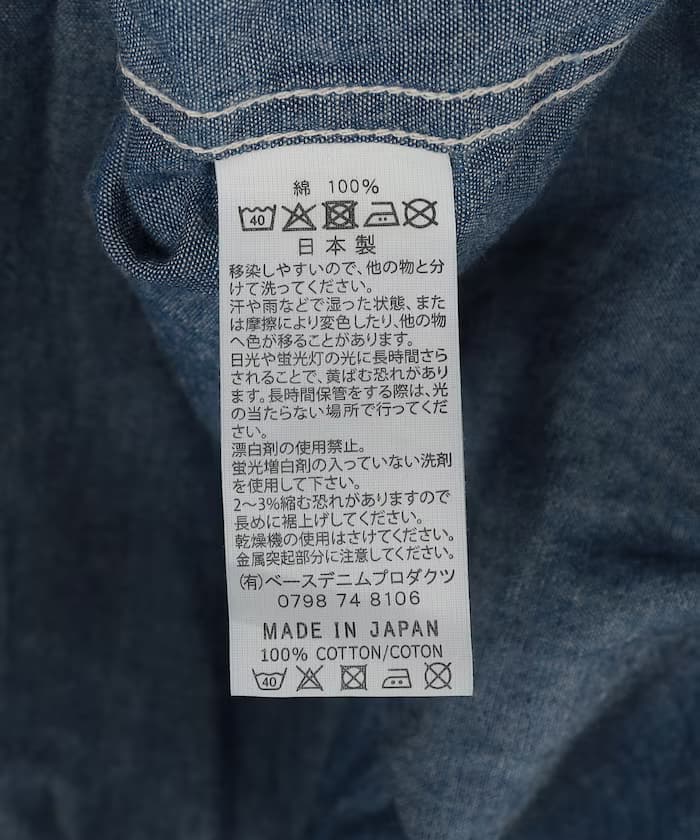 綿 100%
40
日本製
移染しやすいので、他の物と分
けて洗ってください。
汗や雨などで湿った状態、また
は摩擦により変色したり、他の物
へ色が移ることがあります。
日光や蛍光灯の光に長時間さら
されることで、黄ばむ恐れがあり
ます。長時間保管をする際は、光
の当たらない場所で行ってくだ
さい。
漂白剤の使用禁止。
蛍光増白剤の入っていない洗剤
を使用して下さい。
2〜3%縮む恐れがありますので
長めに裾上げしてください。
乾燥機の使用はさけてください。
金属突起部分に注意してください。
(有)ベースデニムプロダクツ
0798 74 8106
MADE IN JAPAN
100% COTTON/COTON
40